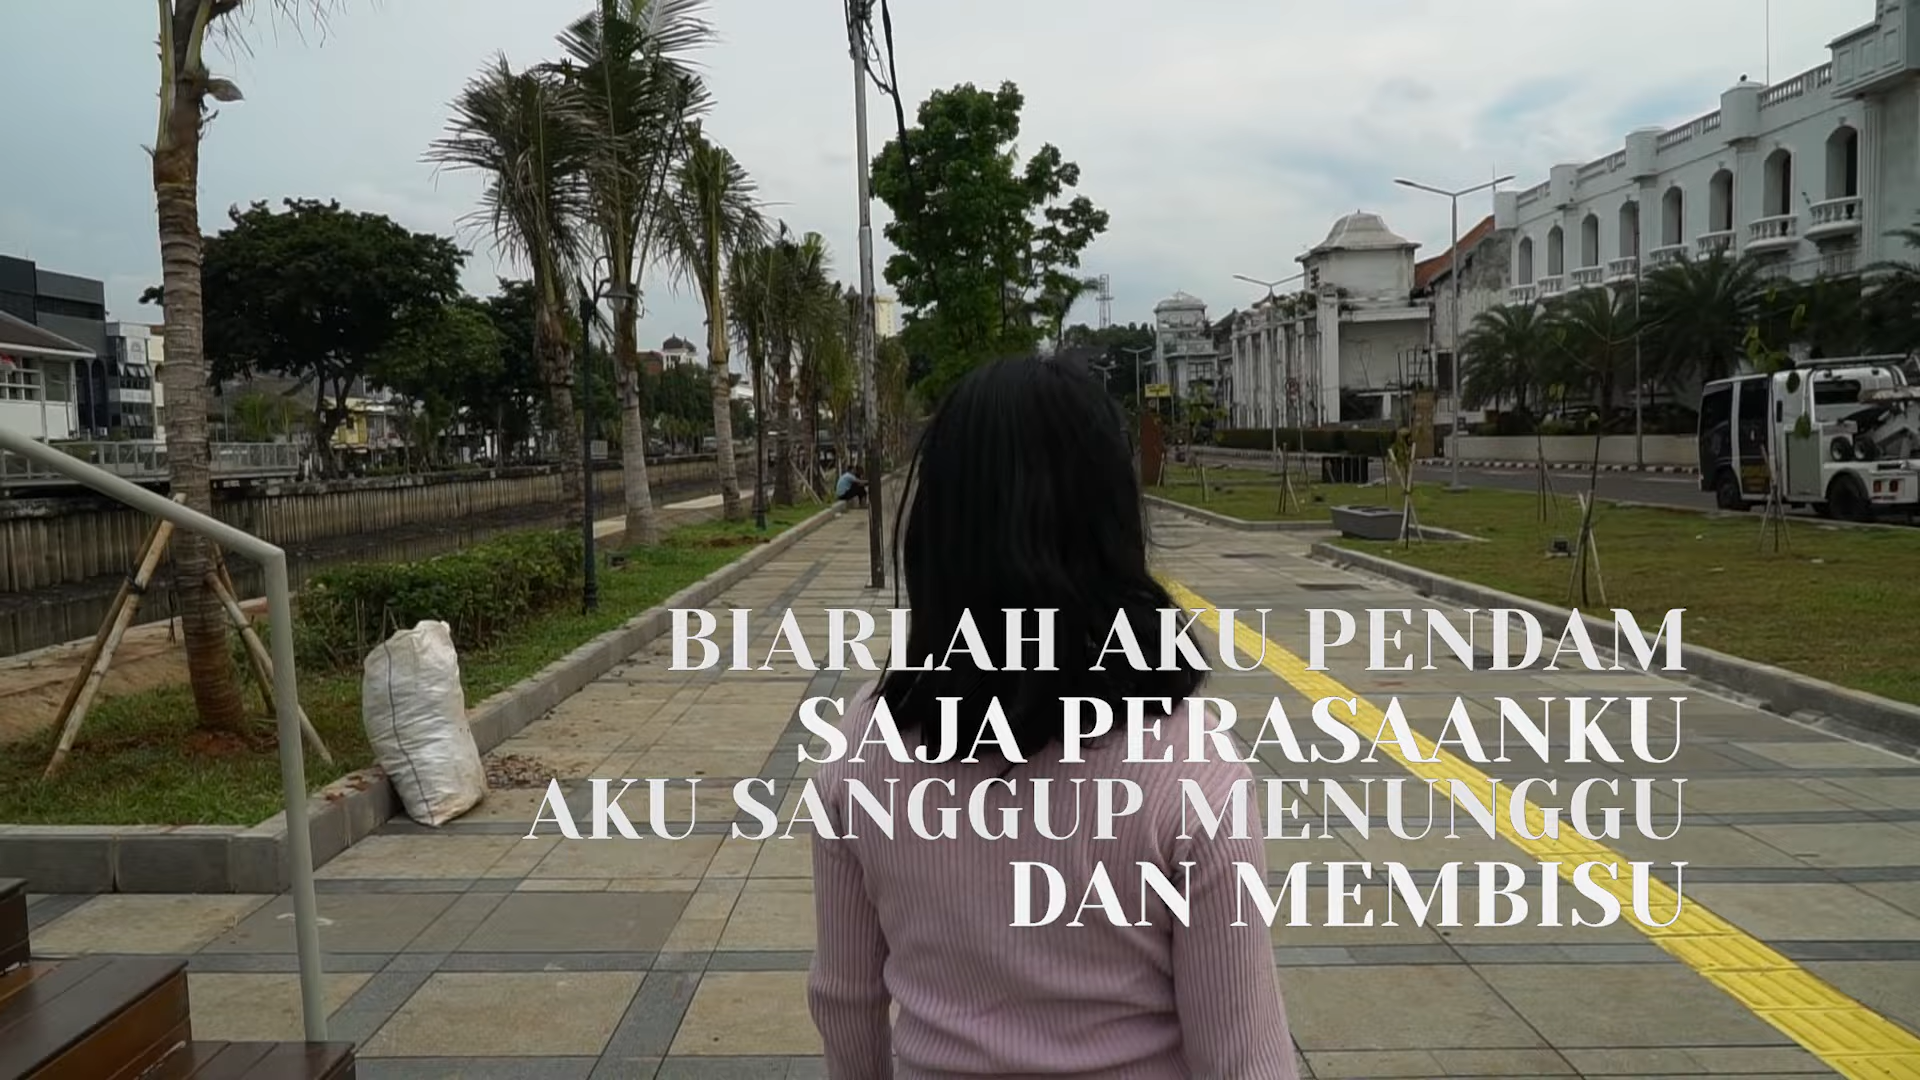 BIARLAH AKU PENDAM
SAJA PERASAANKU
AKU SANGGUP MENUNGGU
DAN MEMBISU